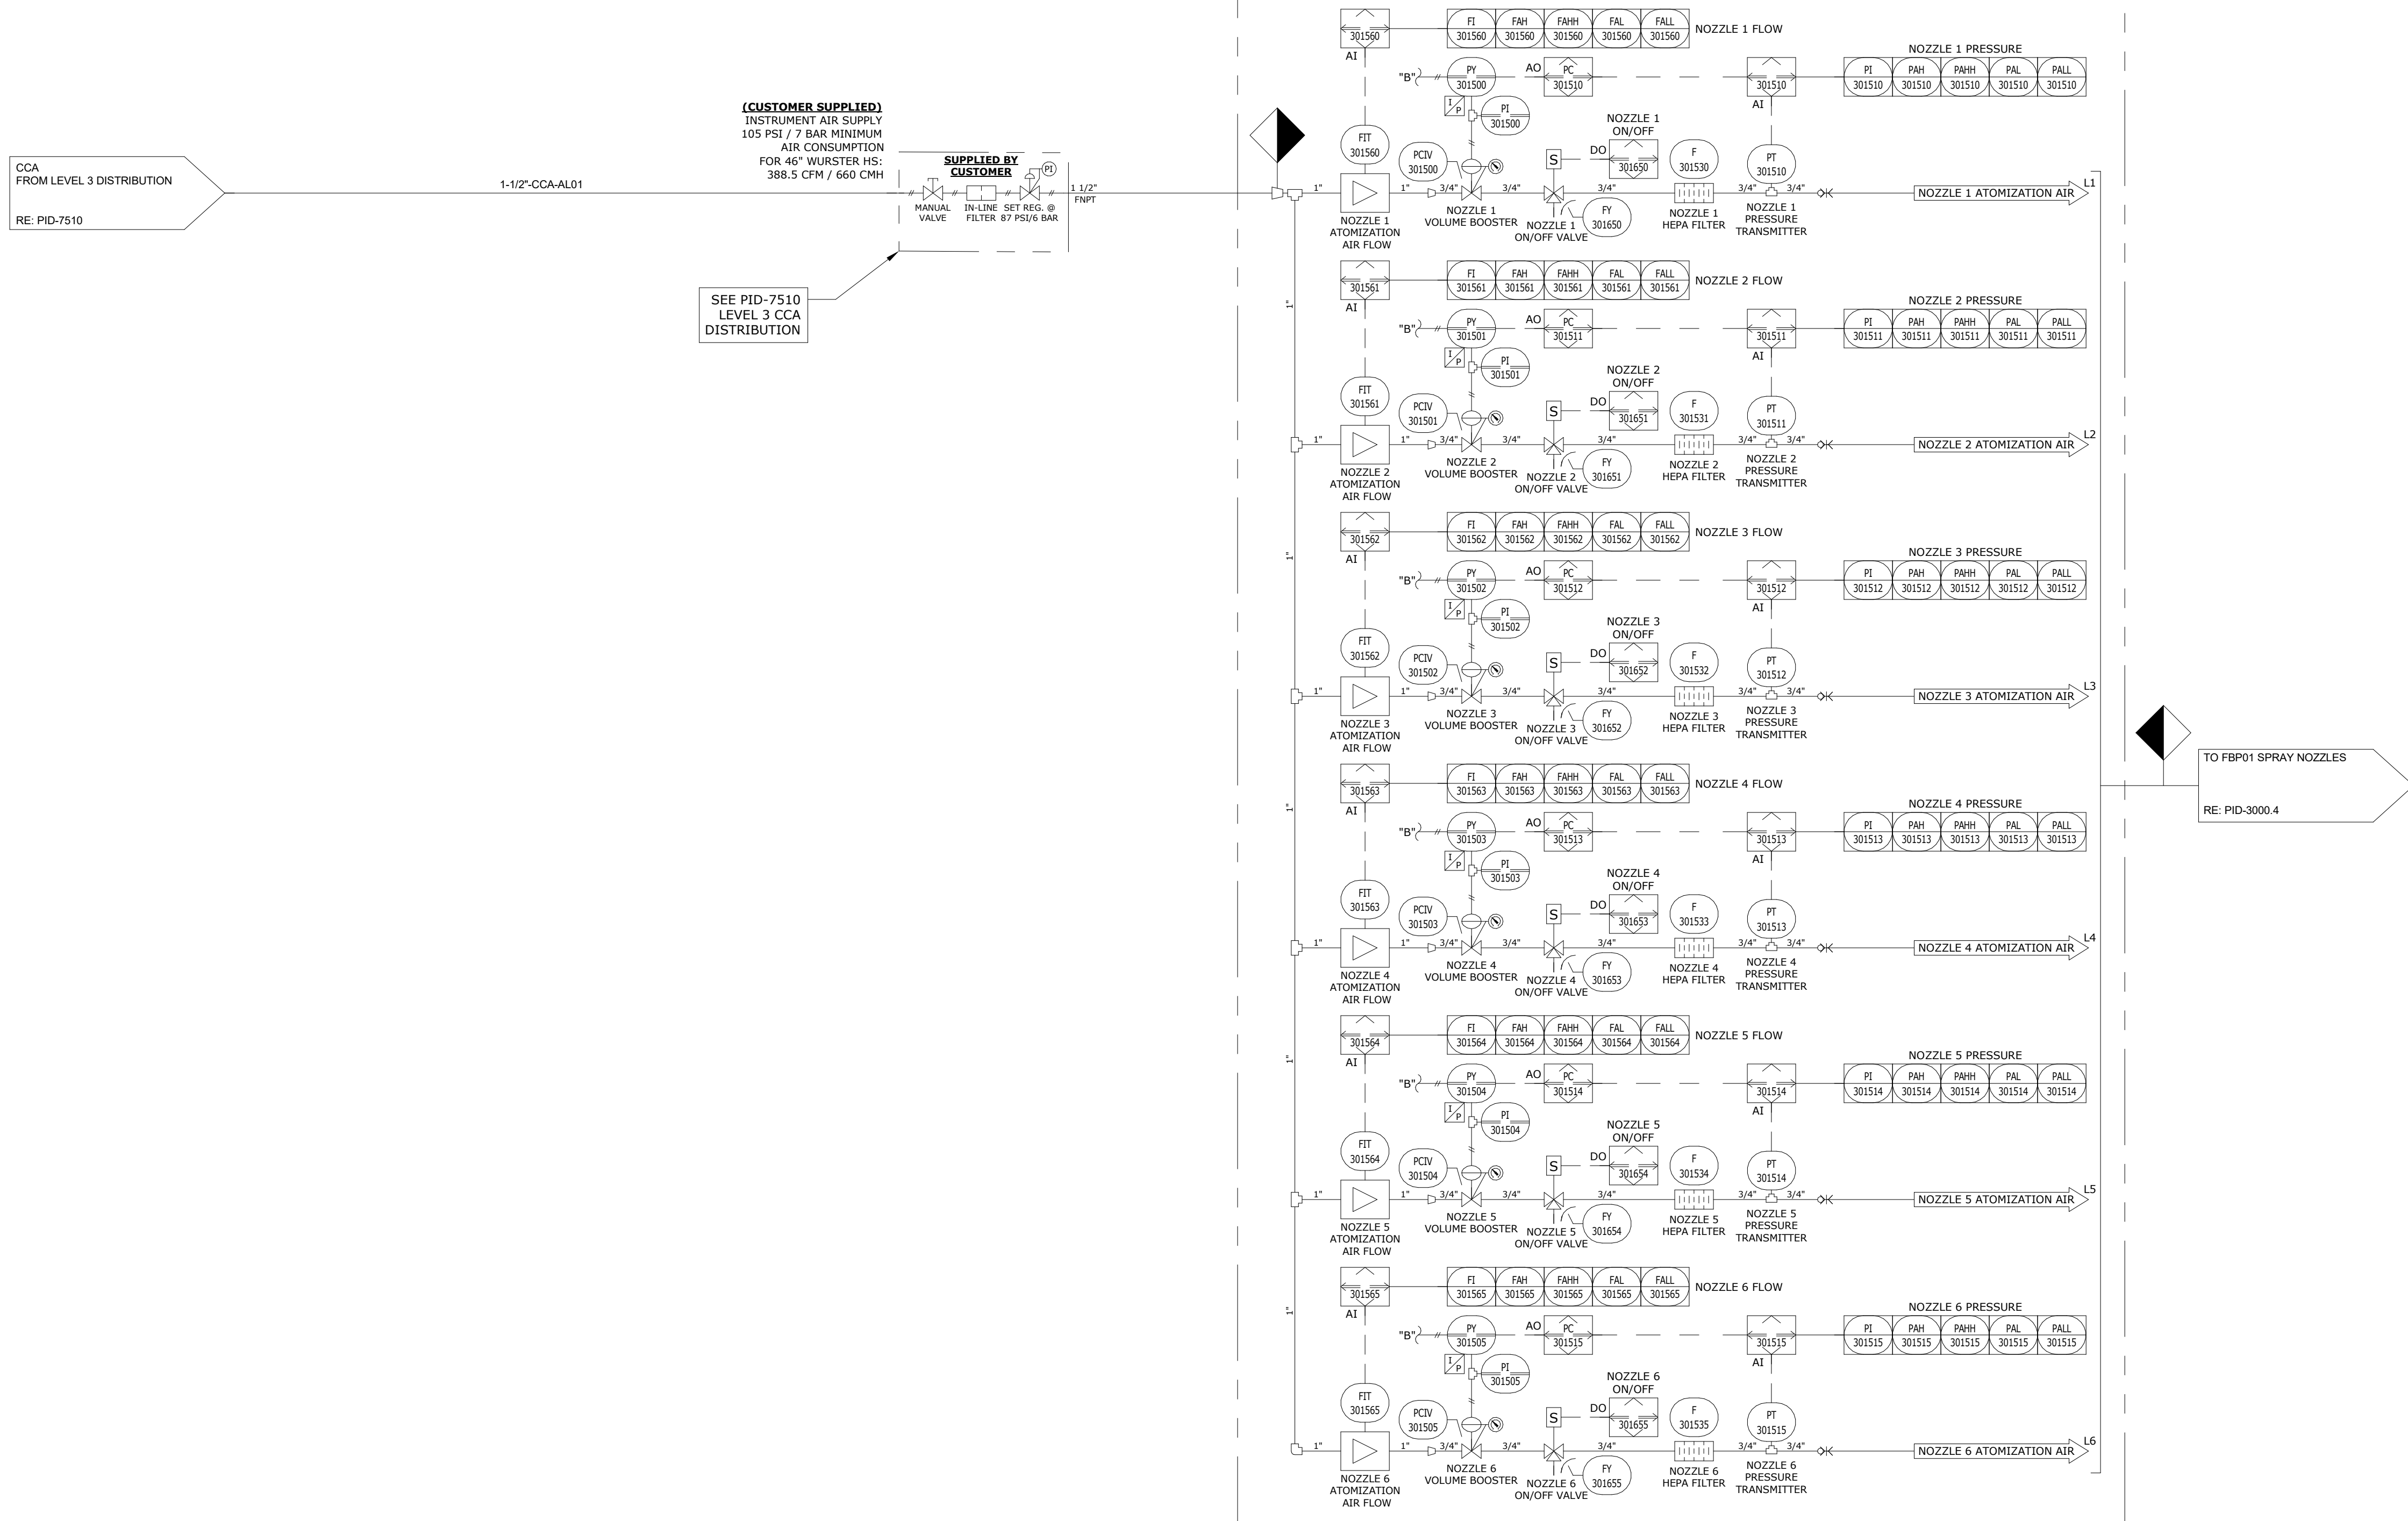 CCA
FROM LEVEL 3 DISTRIBUTION
RE: PID-7510
1-1/2"-CCA-AL01
(CUSTOMER SUPPLIED)
INSTRUMENT AIR SUPPLY
105 PSI / 7 BAR MINIMUM
AIR CONSUMPTION
FOR 46" WURSTER HS:
388.5 CFM / 660 CMH
SUPPLIED BY
CUSTOMER
PI
MANUAL
VALVE
IN-LINE
FILTER
SET REG. @
87 PSI/6 BAR
1 1/2"
FNPT
SEE PID-7510
LEVEL 3 CCA
DISTRIBUTION
301560
AI
FI 301560
FAH 301560
FAHH 301560
FAL 301560
FALL 301560
NOZZLE 1 FLOW
"B"
PY 301500
AO
PC 301510
301510
AI
NOZZLE 1 PRESSURE
PI 301510
PAH 301510
PAHH 301510
PAL 301510
PALL 301510
I P
PI 301500
FIT 301560
PCIV 301500
NOZZLE 1
ON/OFF
S
DO
301650
F 301530
PT 301510
1" 1" 3/4" 3/4" 3/4" 3/4" 3/4"
NOZZLE 1
ATOMIZATION
AIR FLOW
NOZZLE 1
VOLUME BOOSTER
NOZZLE 1
ON/OFF VALVE
FY 301650
NOZZLE 1
HEPA FILTER
NOZZLE 1
PRESSURE
TRANSMITTER
NOZZLE 1 ATOMIZATION AIR
L1
1"
301561
AI
FI 301561
FAH 301561
FAHH 301561
FAL 301561
FALL 301561
NOZZLE 2 FLOW
"B"
PY 301501
AO
PC 301511
301511
AI
NOZZLE 2 PRESSURE
PI 301511
PAH 301511
PAHH 301511
PAL 301511
PALL 301511
I P
PI 301501
FIT 301561
PCIV 301501
NOZZLE 2
ON/OFF
S
DO
301651
F 301531
PT 301511
1" 1" 3/4" 3/4" 3/4" 3/4" 3/4"
NOZZLE 2
ATOMIZATION
AIR FLOW
NOZZLE 2
VOLUME BOOSTER
NOZZLE 2
ON/OFF VALVE
FY 301651
NOZZLE 2
HEPA FILTER
NOZZLE 2
PRESSURE
TRANSMITTER
NOZZLE 2 ATOMIZATION AIR
L2
1"
301562
AI
FI 301562
FAH 301562
FAHH 301562
FAL 301562
FALL 301562
NOZZLE 3 FLOW
"B"
PY 301502
AO
PC 301512
301512
AI
NOZZLE 3 PRESSURE
PI 301512
PAH 301512
PAHH 301512
PAL 301512
PALL 301512
I P
PI 301502
FIT 301562
PCIV 301502
NOZZLE 3
ON/OFF
S
DO
301652
F 301532
PT 301512
1" 1" 3/4" 3/4" 3/4" 3/4" 3/4"
NOZZLE 3
ATOMIZATION
AIR FLOW
NOZZLE 3
VOLUME BOOSTER
NOZZLE 3
ON/OFF VALVE
FY 301652
NOZZLE 3
HEPA FILTER
NOZZLE 3
PRESSURE
TRANSMITTER
NOZZLE 3 ATOMIZATION AIR
L3
1"
301563
AI
FI 301563
FAH 301563
FAHH 301563
FAL 301563
FALL 301563
NOZZLE 4 FLOW
"B"
PY 301503
AO
PC 301513
301513
AI
NOZZLE 4 PRESSURE
PI 301513
PAH 301513
PAHH 301513
PAL 301513
PALL 301513
I P
PI 301503
FIT 301563
PCIV 301503
NOZZLE 4
ON/OFF
S
DO
301653
F 301533
PT 301513
1" 1" 3/4" 3/4" 3/4" 3/4" 3/4"
NOZZLE 4
ATOMIZATION
AIR FLOW
NOZZLE 4
VOLUME BOOSTER
NOZZLE 4
ON/OFF VALVE
FY 301653
NOZZLE 4
HEPA FILTER
NOZZLE 4
PRESSURE
TRANSMITTER
NOZZLE 4 ATOMIZATION AIR
L4
1"
301564
AI
FI 301564
FAH 301564
FAHH 301564
FAL 301564
FALL 301564
NOZZLE 5 FLOW
"B"
PY 301504
AO
PC 301514
301514
AI
NOZZLE 5 PRESSURE
PI 301514
PAH 301514
PAHH 301514
PAL 301514
PALL 301514
I P
PI 301504
FIT 301564
PCIV 301504
NOZZLE 5
ON/OFF
S
DO
301654
F 301534
PT 301514
1" 1" 3/4" 3/4" 3/4" 3/4" 3/4"
NOZZLE 5
ATOMIZATION
AIR FLOW
NOZZLE 5
VOLUME BOOSTER
NOZZLE 5
ON/OFF VALVE
FY 301654
NOZZLE 5
HEPA FILTER
NOZZLE 5
PRESSURE
TRANSMITTER
NOZZLE 5 ATOMIZATION AIR
L5
1"
301565
AI
FI 301565
FAH 301565
FAHH 301565
FAL 301565
FALL 301565
NOZZLE 6 FLOW
"B"
PY 301505
AO
PC 301515
301515
AI
NOZZLE 6 PRESSURE
PI 301515
PAH 301515
PAHH 301515
PAL 301515
PALL 301515
I P
PI 301505
FIT 301565
PCIV 301505
NOZZLE 6
ON/OFF
S
DO
301655
F 301535
PT 301515
1" 1" 3/4" 3/4" 3/4" 3/4" 3/4"
NOZZLE 6
ATOMIZATION
AIR FLOW
NOZZLE 6
VOLUME BOOSTER
NOZZLE 6
ON/OFF VALVE
FY 301655
NOZZLE 6
HEPA FILTER
NOZZLE 6
PRESSURE
TRANSMITTER
NOZZLE 6 ATOMIZATION AIR
L6
TO FBP01 SPRAY NOZZLES
RE: PID-3000.4